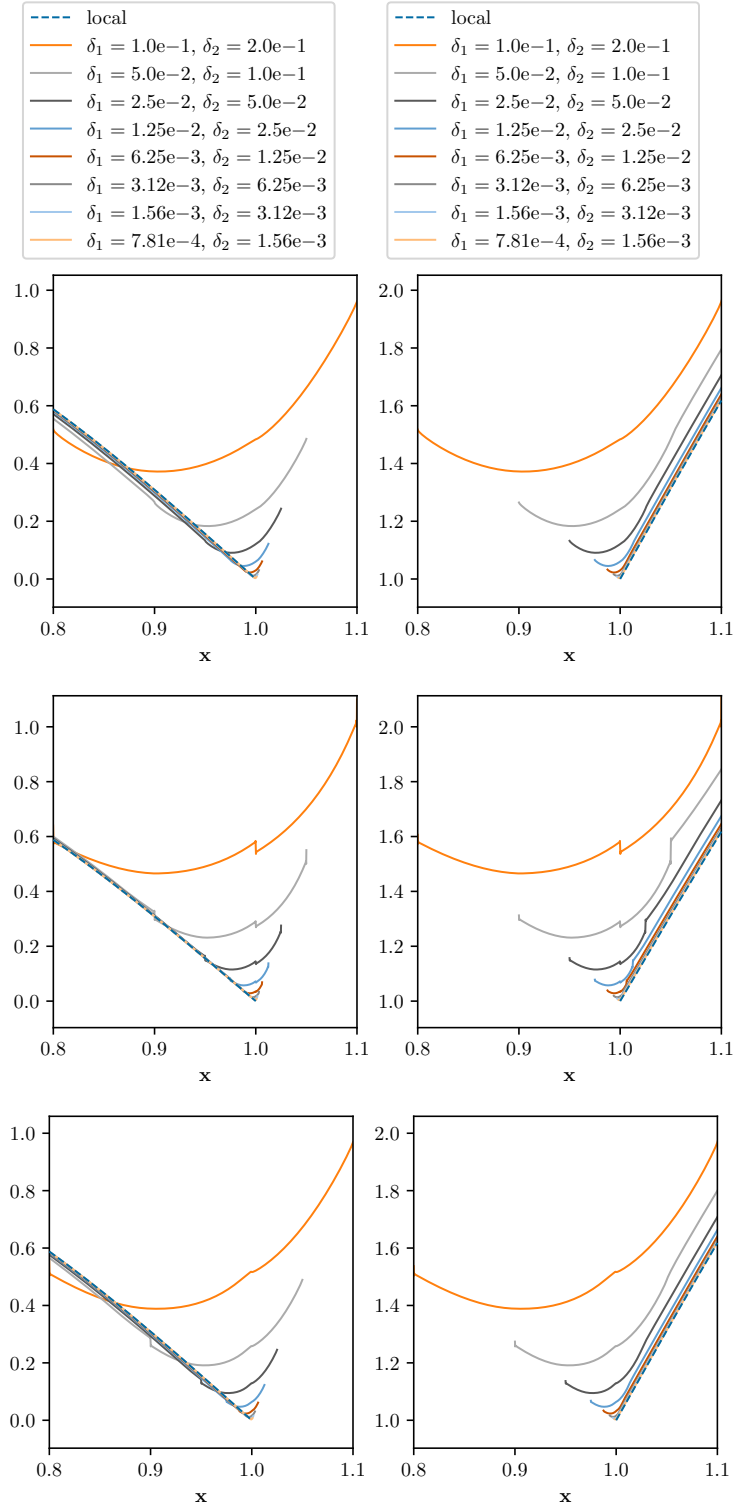 local
δ₁ = 1.0e−1, δ₂ = 2.0e−1
δ₁ = 5.0e−2, δ₂ = 1.0e−1
δ₁ = 2.5e−2, δ₂ = 5.0e−2
δ₁ = 1.25e−2, δ₂ = 2.5e−2
δ₁ = 6.25e−3, δ₂ = 1.25e−2
δ₁ = 3.12e−3, δ₂ = 6.25e−3
δ₁ = 1.56e−3, δ₂ = 3.12e−3
δ₁ = 7.81e−4, δ₂ = 1.56e−3
local
δ₁ = 1.0e−1, δ₂ = 2.0e−1
δ₁ = 5.0e−2, δ₂ = 1.0e−1
δ₁ = 2.5e−2, δ₂ = 5.0e−2
δ₁ = 1.25e−2, δ₂ = 2.5e−2
δ₁ = 6.25e−3, δ₂ = 1.25e−2
δ₁ = 3.12e−3, δ₂ = 6.25e−3
δ₁ = 1.56e−3, δ₂ = 3.12e−3
δ₁ = 7.81e−4, δ₂ = 1.56e−3
1.0
0.8
0.6
0.4
0.2
0.0
0.8 0.9 1.0 1.1
x
2.0
1.8
1.6
1.4
1.2
1.0
0.8 0.9 1.0 1.1
x
1.0
0.8
0.6
0.4
0.2
0.0
0.8 0.9 1.0 1.1
x
2.0
1.8
1.6
1.4
1.2
1.0
0.8 0.9 1.0 1.1
x
1.0
0.8
0.6
0.4
0.2
0.0
0.8 0.9 1.0 1.1
x
2.0
1.8
1.6
1.4
1.2
1.0
0.8 0.9 1.0 1.1
x